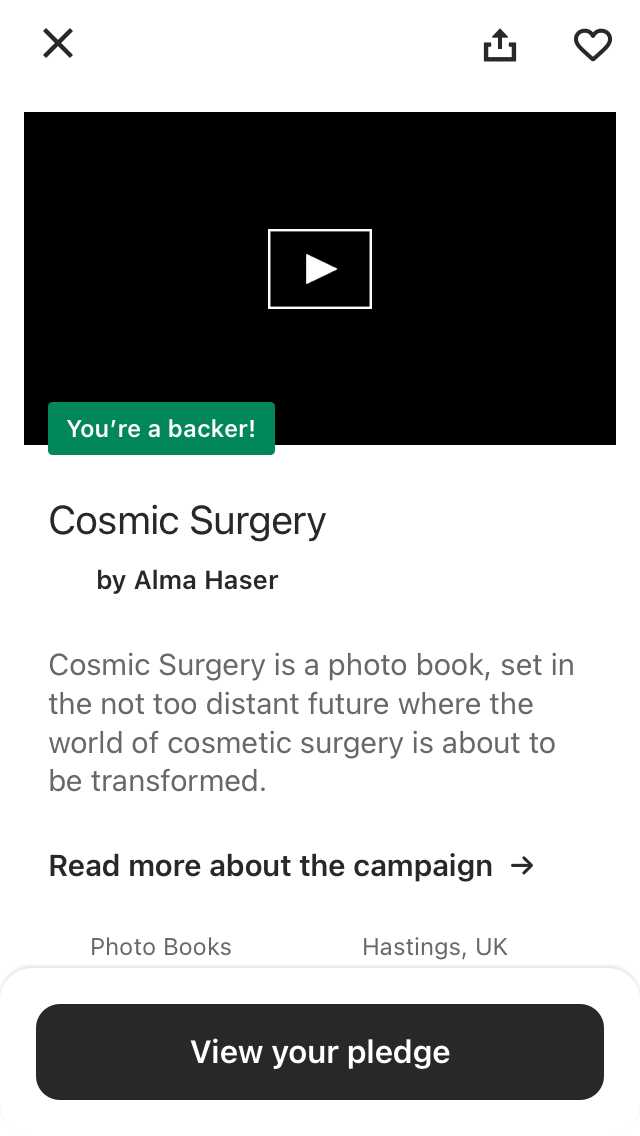 You’re a backer!
Cosmic Surgery
by Alma Haser
Cosmic Surgery is a photo book, set in
the not too distant future where the
world of cosmetic surgery is about to
be transformed.
Read more about the campaign →
Photo Books
Hastings, UK
View your pledge